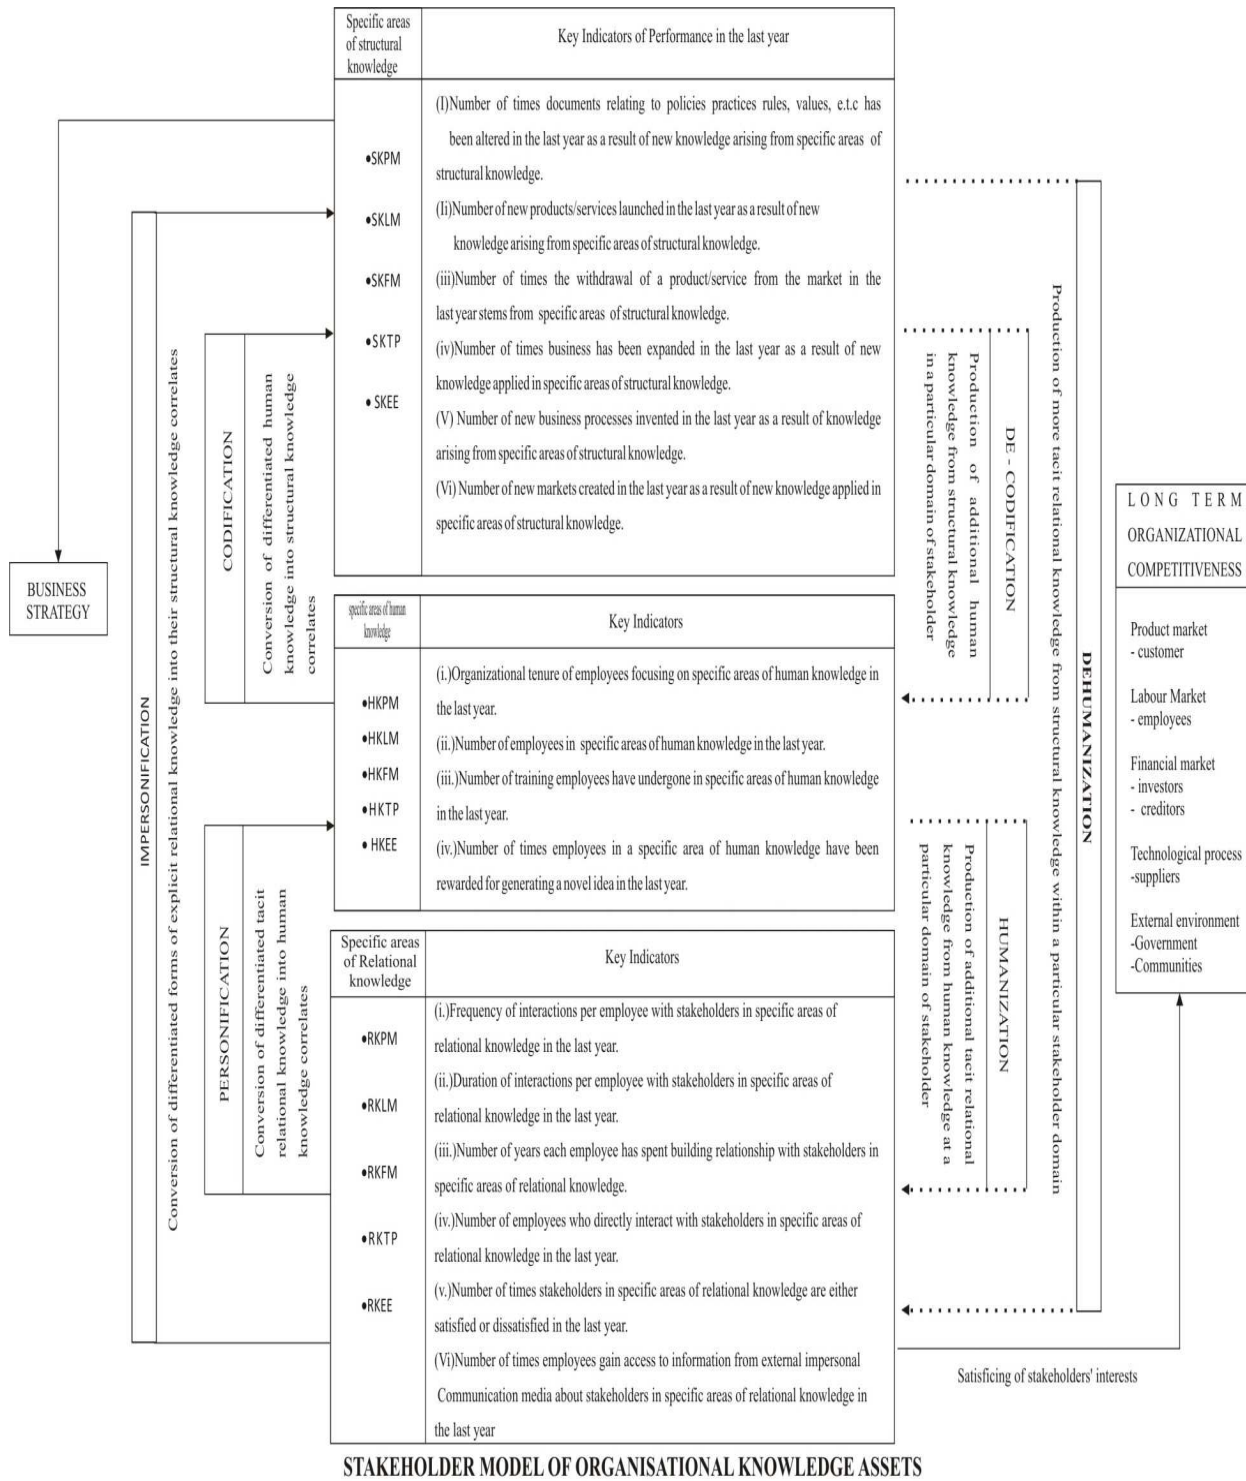 Specific areas
of structural
knowledge
Key Indicators of Performance in the last year
•SKPM
•SKLM
•SKFM
•SKTP
• SKEE
(I)Number of times documents relating to policies practices rules, values, e.t.c has
been altered in the last year as a result of new knowledge arising from specific areas of
structural knowledge.
(Ii)Number of new products/services launched in the last year as a result of new
knowledge arising from specific areas of structural knowledge.
(iii)Number of times the withdrawal of a product/service from the market in the
last year stems from specific areas of structural knowledge.
(iv)Number of times business has been expanded in the last year as a result of new
knowledge applied in specific areas of structural knowledge.
(V) Number of new business processes invented in the last year as a result of knowledge
arising from specific areas of structural knowledge.
(Vi) Number of new markets created in the last year as a result of new knowledge applied in
specific areas of structural knowledge.
BUSINESS
STRATEGY
IMPERSONIFICATION
Conversion of differentiated forms of explicit relational knowledge into their structural knowledge correlates
CODIFICATION
Conversion of differentiated human
knowledge into structural knowledge
correlates
PERSONIFICATION
Conversion of differentiated tacit
relational knowledge into human
knowledge correlates
specific areas of human
knowledge
Key Indicators
•HKPM
•HKLM
•HKFM
•HKTP
• HKEE
(i.)Organizational tenure of employees focusing on specific areas of human knowledge in
the last year.
(ii.)Number of employees in specific areas of human knowledge in the last year.
(iii.)Number of training employees have undergone in specific areas of human knowledge
in the last year.
(iv.)Number of times employees in a specific area of human knowledge have been
rewarded for generating a novel idea in the last year.
Specific areas
of Relational
knowledge
Key Indicators
•RKPM
•RKLM
•RKFM
•RKTP
•RKEE
(i.)Frequency of interactions per employee with stakeholders in specific areas of
relational knowledge in the last year.
(ii.)Duration of interactions per employee with stakeholders in specific areas of
relational knowledge in the last year.
(iii.)Number of years each employee has spent building relationship with stakeholders in
specific areas of relational knowledge.
(iv.)Number of employees who directly interact with stakeholders in specific areas of
relational knowledge in the last year.
(v.)Number of times stakeholders in specific areas of relational knowledge are either
satisfied or dissatisfied in the last year.
(Vi)Number of times employees gain access to information from external impersonal
Communication media about stakeholders in specific areas of relational knowledge in
the last year
DE - CODIFICATION
Production of additional human
knowledge from structural knowledge
in a particular domain of stakeholder
HUMANIZATION
Production of additional tacit relational
knowledge from human knowledge at a
particular domain of stakeholder
DEHUMANIZATION
Production of more tacit relational knowledge from structural knowledge within a particular stakeholder domain
LONG TERM
ORGANIZATIONAL
COMPETITIVENESS
Product market
- customer
Labour Market
- employees
Financial market
- investors
- creditors
Technological process
-suppliers
External environment
-Government
-Communities
Satisficing of stakeholders' interests
STAKEHOLDER MODEL OF ORGANISATIONAL KNOWLEDGE ASSETS